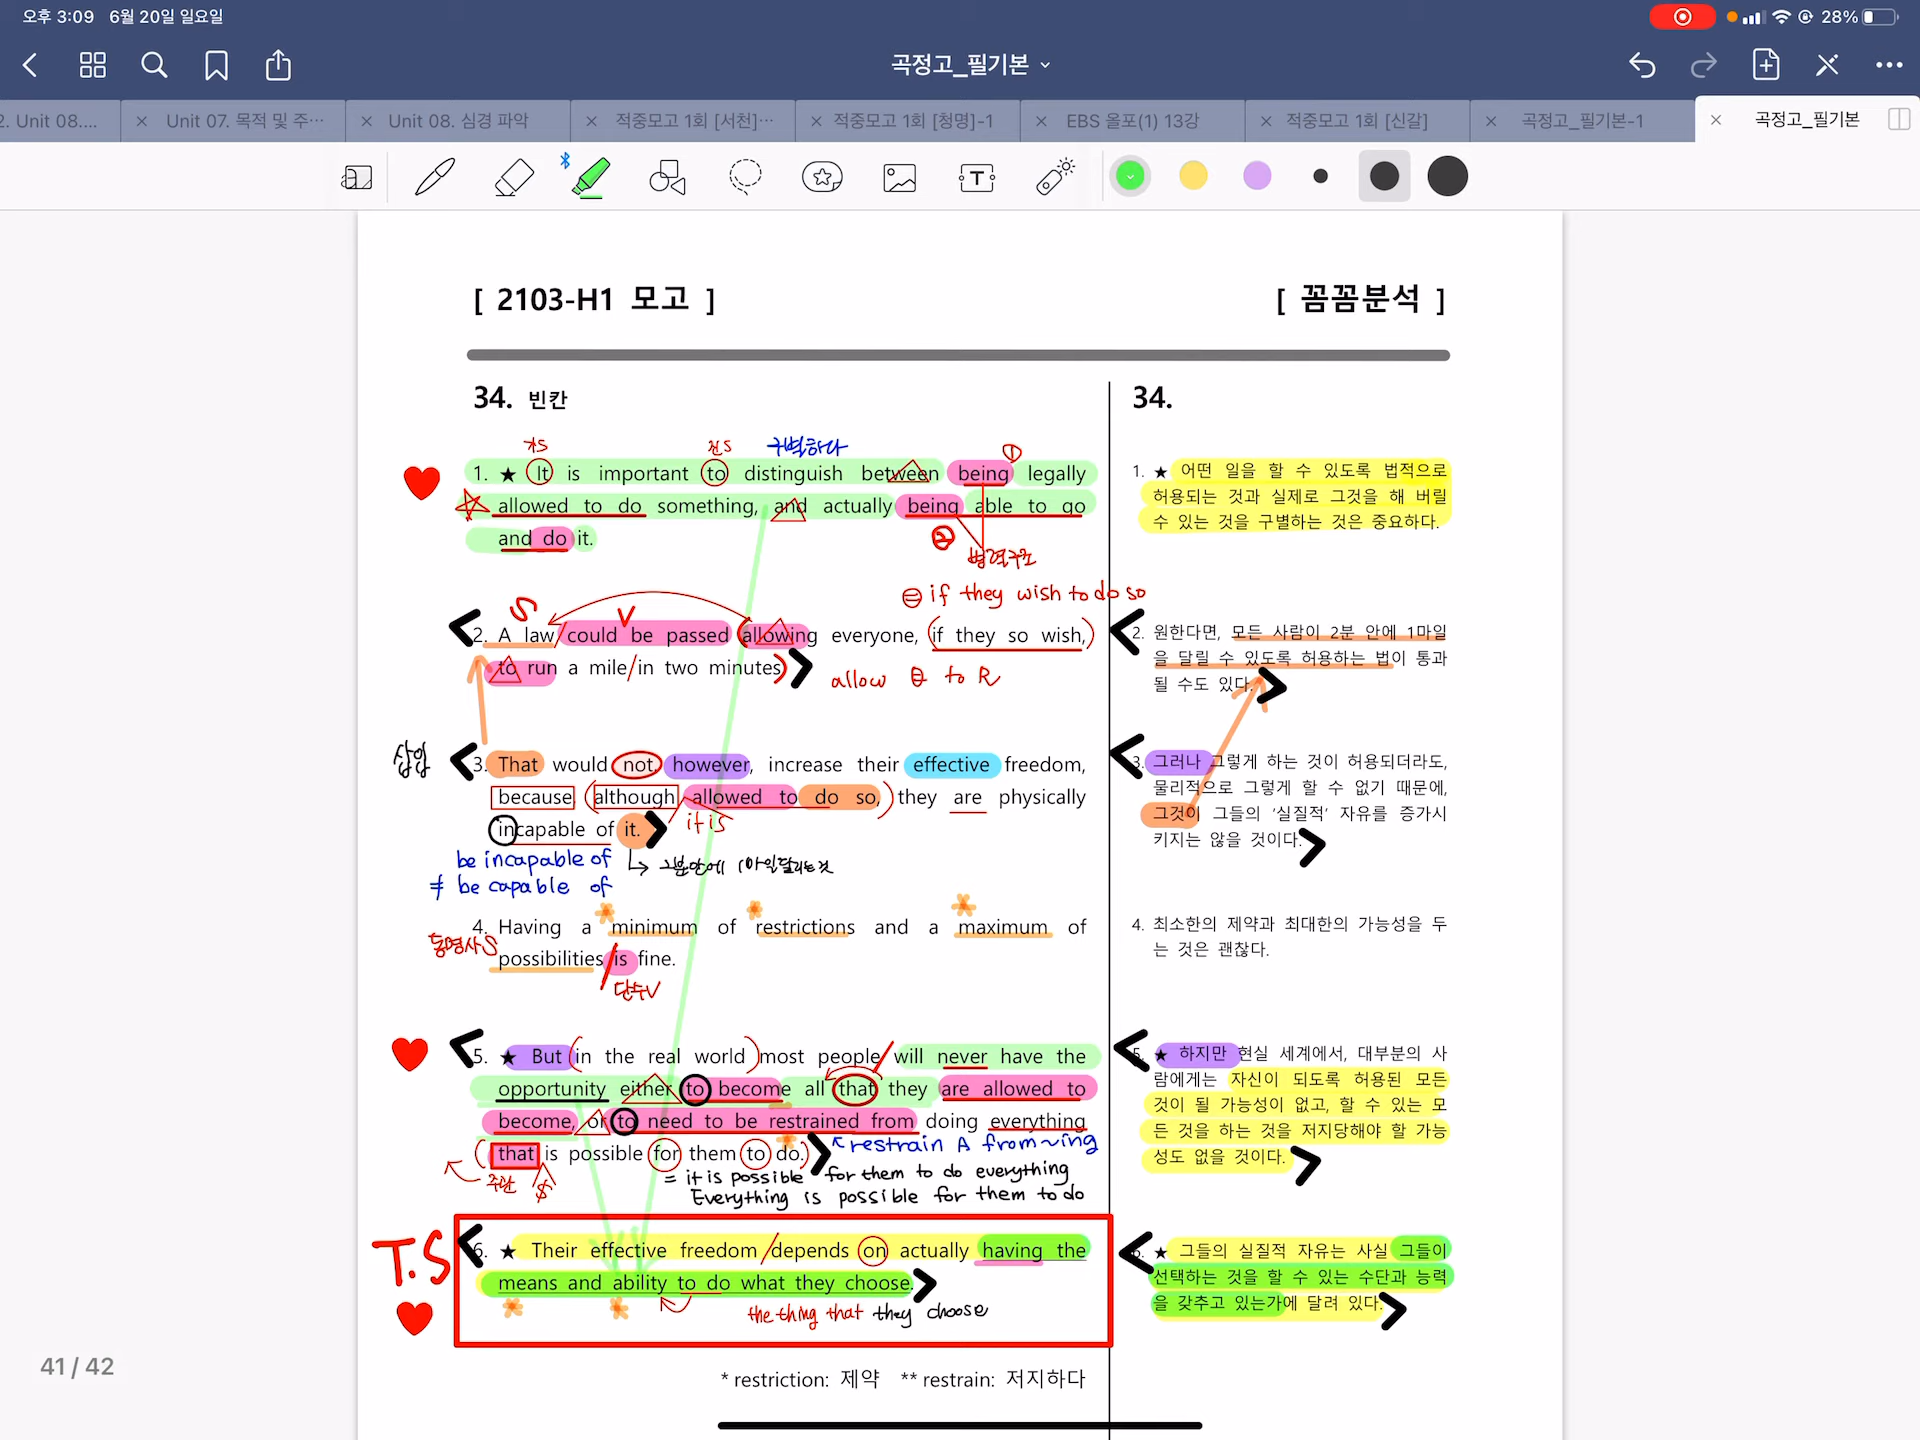 오후 3:09 6월 20일 일요일
28%
곡정고_필기본
2. Unit 08....
Unit 07. 목적 및 주···
Unit 08. 심경 파악
적중모고 1회 [서천]···
적중모고 1회 [청명]-1
EBS 올포(1) 13강
적중모고 1회 [신갈]
곡정고_필기본-1
곡정고_필기본
[ 2103-H1 모고 ]
[ 꼼꼼분석 ]
34. 빈칸
가S 진S 구별하다 ①
1. ★ It is important to distinguish between being legally
allowed to do something, and actually being able to go
and do it.
② 병렬구조
= if they wish to do so
S V
2. A law could be passed allowing everyone, (if they so wish,)
to run a mile/in two minutes)
allow O to R
삽입
3. That would not, however, increase their effective freedom,
because, (although allowed to do so,) they are physically
incapable of it.
it is
be incapable of
≠ be capable of
↳ 2분안에 1마일달리는것
4. Having a minimum of restrictions and a maximum of
동명사S
possibilities is fine.
단수V
5. ★ But (in the real world) most people will never have the
opportunity either to become all that they are allowed to
become, or to need to be restrained from doing everything
restrain A from ~ing
(that is possible for them to do.)
주관
= it is possible for them to do everything
Everything is possible for them to do
T.S
6. ★ Their effective freedom /depends on actually having the
means and ability to do what they choose.
the thing that they choose
* restriction: 제약 ** restrain: 저지하다
34.
1. ★ 어떤 일을 할 수 있도록 법적으로
허용되는 것과 실제로 그것을 해 버릴
수 있는 것을 구별하는 것은 중요하다.
2. 원한다면, 모든 사람이 2분 안에 1마일
을 달릴 수 있도록 허용하는 법이 통과
될 수도 있다.
3. 그러나 그렇게 하는 것이 허용되더라도,
물리적으로 그렇게 할 수 없기 때문에,
그것이 그들의 ‘실질적’ 자유를 증가시
키지는 않을 것이다.
4. 최소한의 제약과 최대한의 가능성을 두
는 것은 괜찮다.
5. ★ 하지만 현실 세계에서, 대부분의 사
람에게는 자신이 되도록 허용된 모든
것이 될 가능성이 없고, 할 수 있는 모
든 것을 하는 것을 저지당해야 할 가능
성도 없을 것이다.
6. ★ 그들의 실질적 자유는 사실 그들이
선택하는 것을 할 수 있는 수단과 능력
을 갖추고 있는가에 달려 있다.
41 / 42